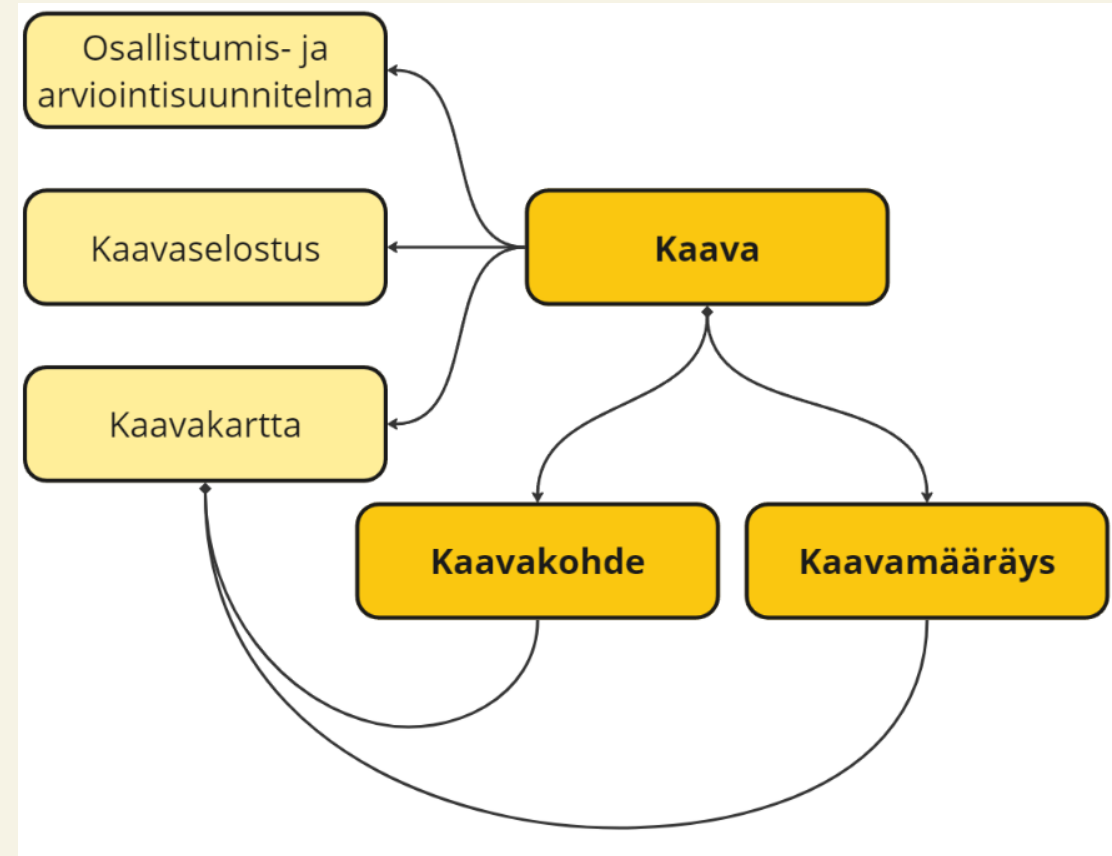 Osallistumis- ja
arviointisuunnitelma
Kaavaselostus
Kaava
Kaavakartta
Kaavakohde
Kaavamääräys